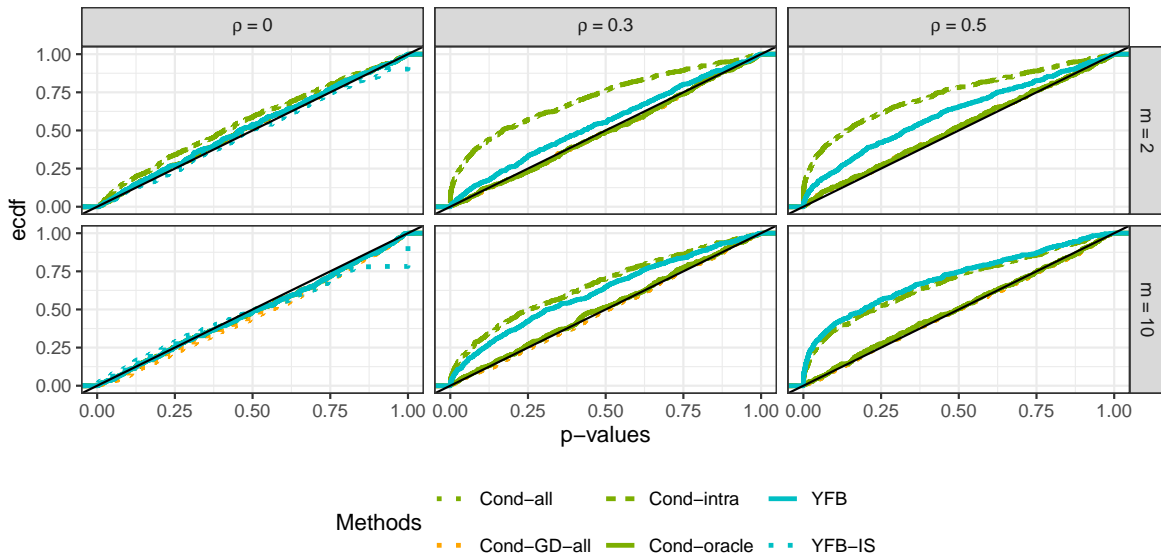 ρ = 0 ρ = 0.3 ρ = 0.5
1.00
0.75
0.50
0.25
0.00
m = 2
1.00
0.75
0.50
0.25
0.00
m = 10
ecdf
0.00 0.25 0.50 0.75 1.00 0.00 0.25 0.50 0.75 1.00 0.00 0.25 0.50 0.75 1.00
p−values
Methods
Cond−all Cond−intra YFB
Cond−GD−all Cond−oracle YFB−IS